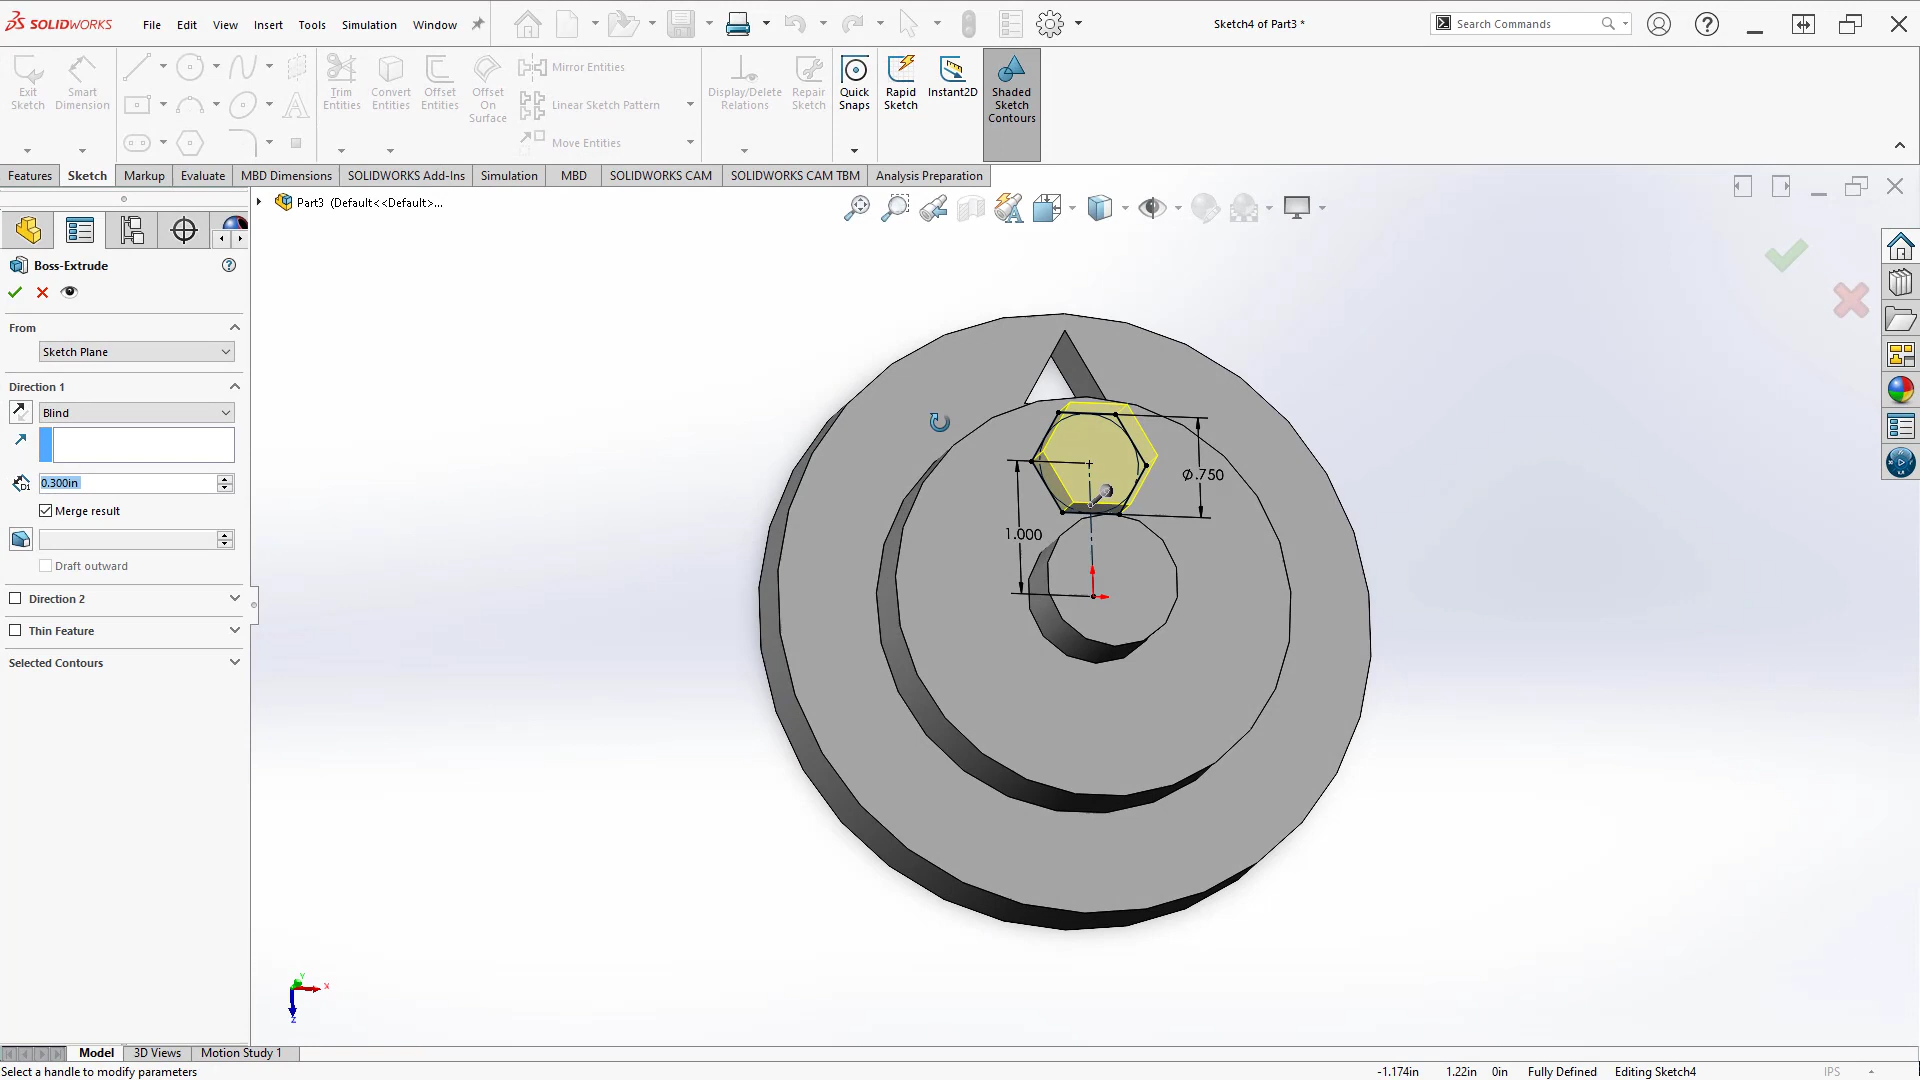 SOLIDWORKS
File
Edit
View
Insert
Tools
Simulation
Window
Sketch4 of Part3 *
Search Commands
Exit
Sketch
Smart
Dimension
Trim
Entities
Convert
Entities
Offset
Entities
Offset
On
Surface
Mirror Entities
Linear Sketch Pattern
Move Entities
Display/Delete
Relations
Repair
Sketch
Quick
Snaps
Rapid
Sketch
Instant2D
Shaded
Sketch
Contours
Features
Sketch
Markup
Evaluate
MBD Dimensions
SOLIDWORKS Add-Ins
Simulation
MBD
SOLIDWORKS CAM
SOLIDWORKS CAM TBM
Analysis Preparation
Part3 (Default<<Default>...
Boss-Extrude
From
Sketch Plane
Direction 1
Blind
D1
0.300in
Merge result
Draft outward
Direction 2
Thin Feature
Selected Contours
1.000
Ø.750
Y
X
Z
Model
3D Views
Motion Study 1
Select a handle to modify parameters
-1.174in
1.22in
0in
Fully Defined
Editing Sketch4
IPS